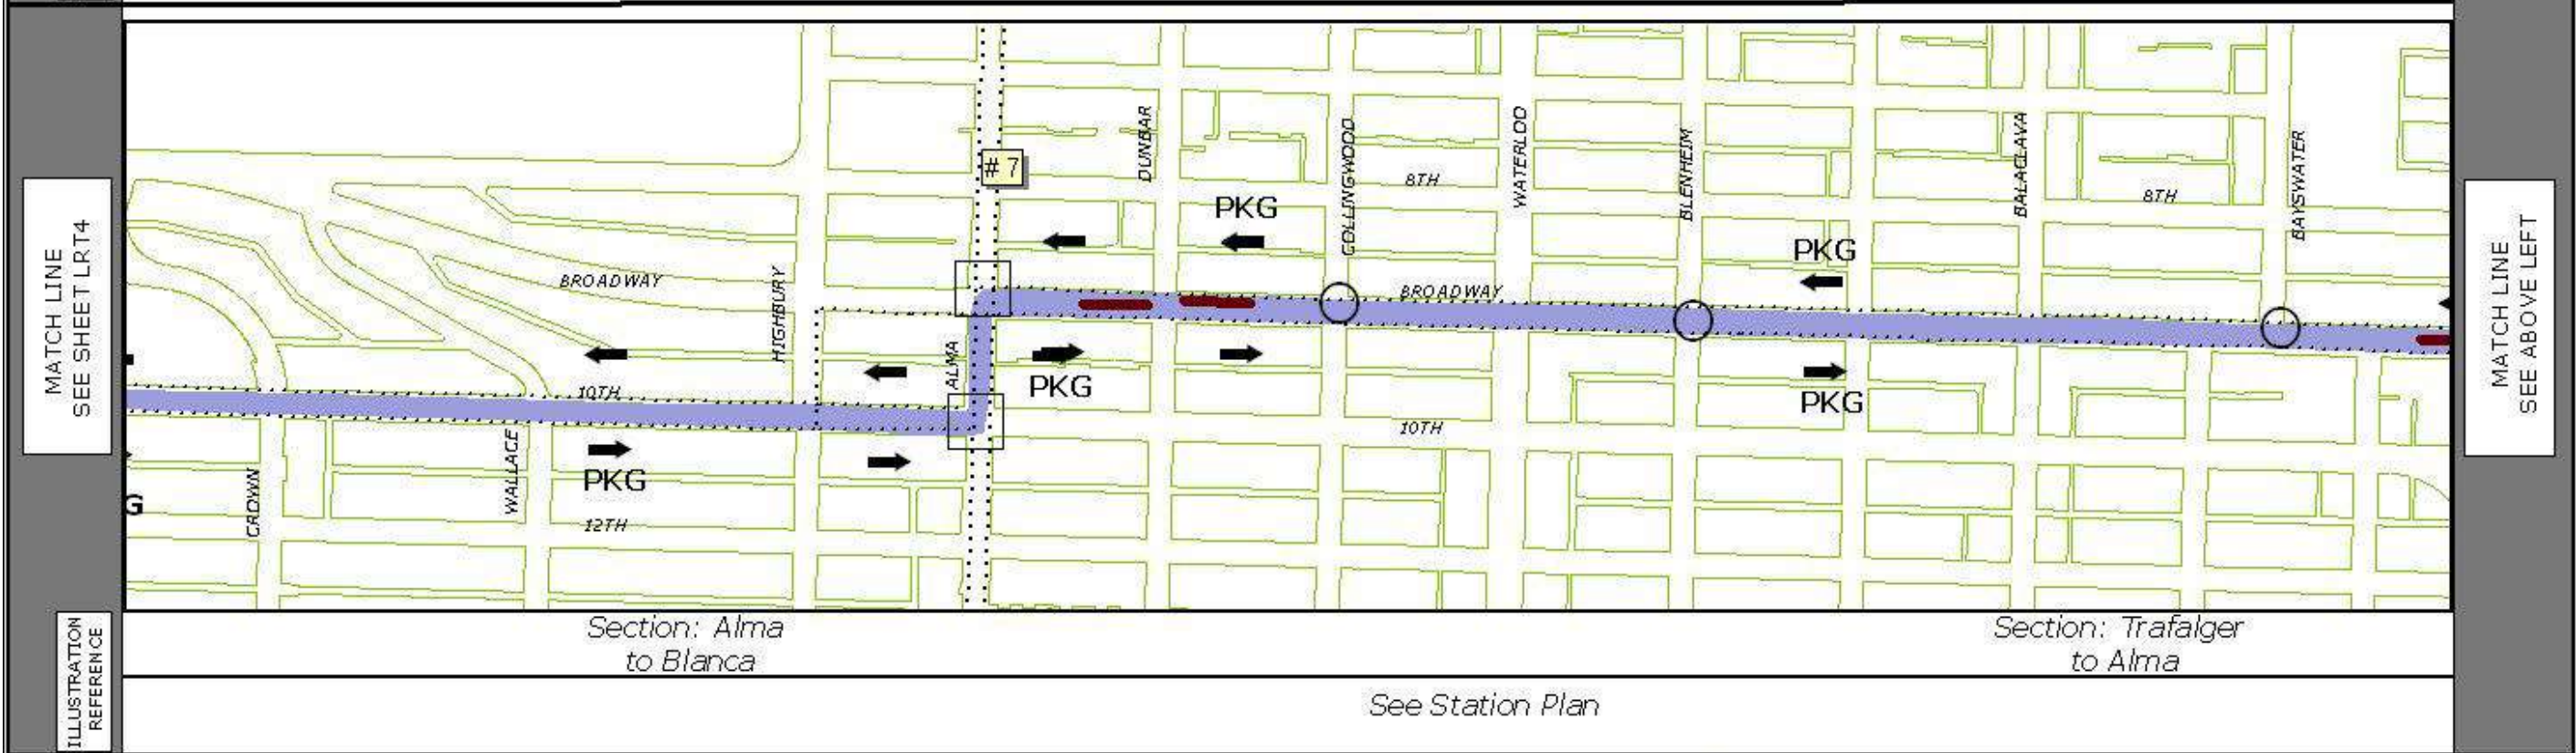 MATCH LINE
SEE SHEET LRT4
# 7
DUNBAR
COLLINGWOOD
WATERLOO
BLENHEIM
BALACLAVA
BAYSWATER
8TH
8TH
PKG
PKG
BROADWAY
HIGHBURY
BROADWAY
ALMA
PKG
10TH
PKG
10TH
WALLACE
CROWN
PKG
G
12TH
MATCH LINE
SEE ABOVE LEFT
ILLUSTRATION
REFERENCE
Section: Alma
to Blanca
Section: Trafalger
to Alma
See Station Plan